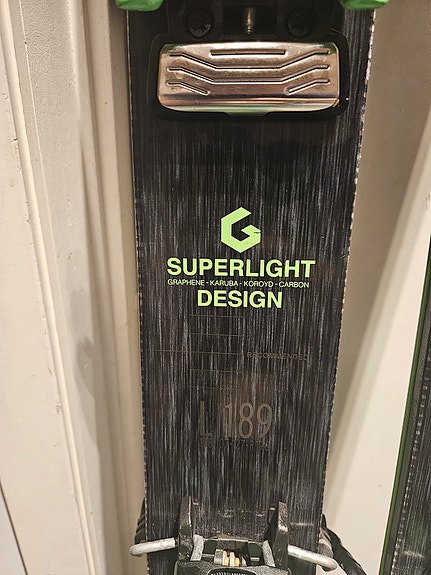 SUPERLIGHT
GRAPHENE - KARUBA - KOROYD - CARBON
DESIGN
RECOMMENDED
L 189